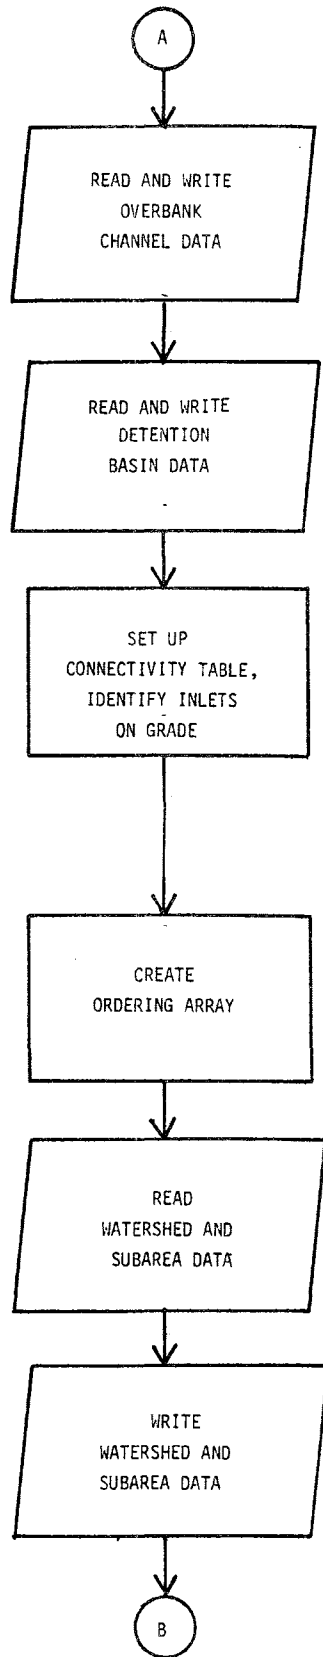 A
READ AND WRITE
OVERBANK
CHANNEL DATA
READ AND WRITE
DETENTION
BASIN DATA
SET UP
CONNECTIVITY TABLE,
IDENTIFY INLETS
ON GRADE
CREATE
ORDERING ARRAY
READ
WATERSHED AND
SUBAREA DATA
WRITE
WATERSHED AND
SUBAREA DATA
B